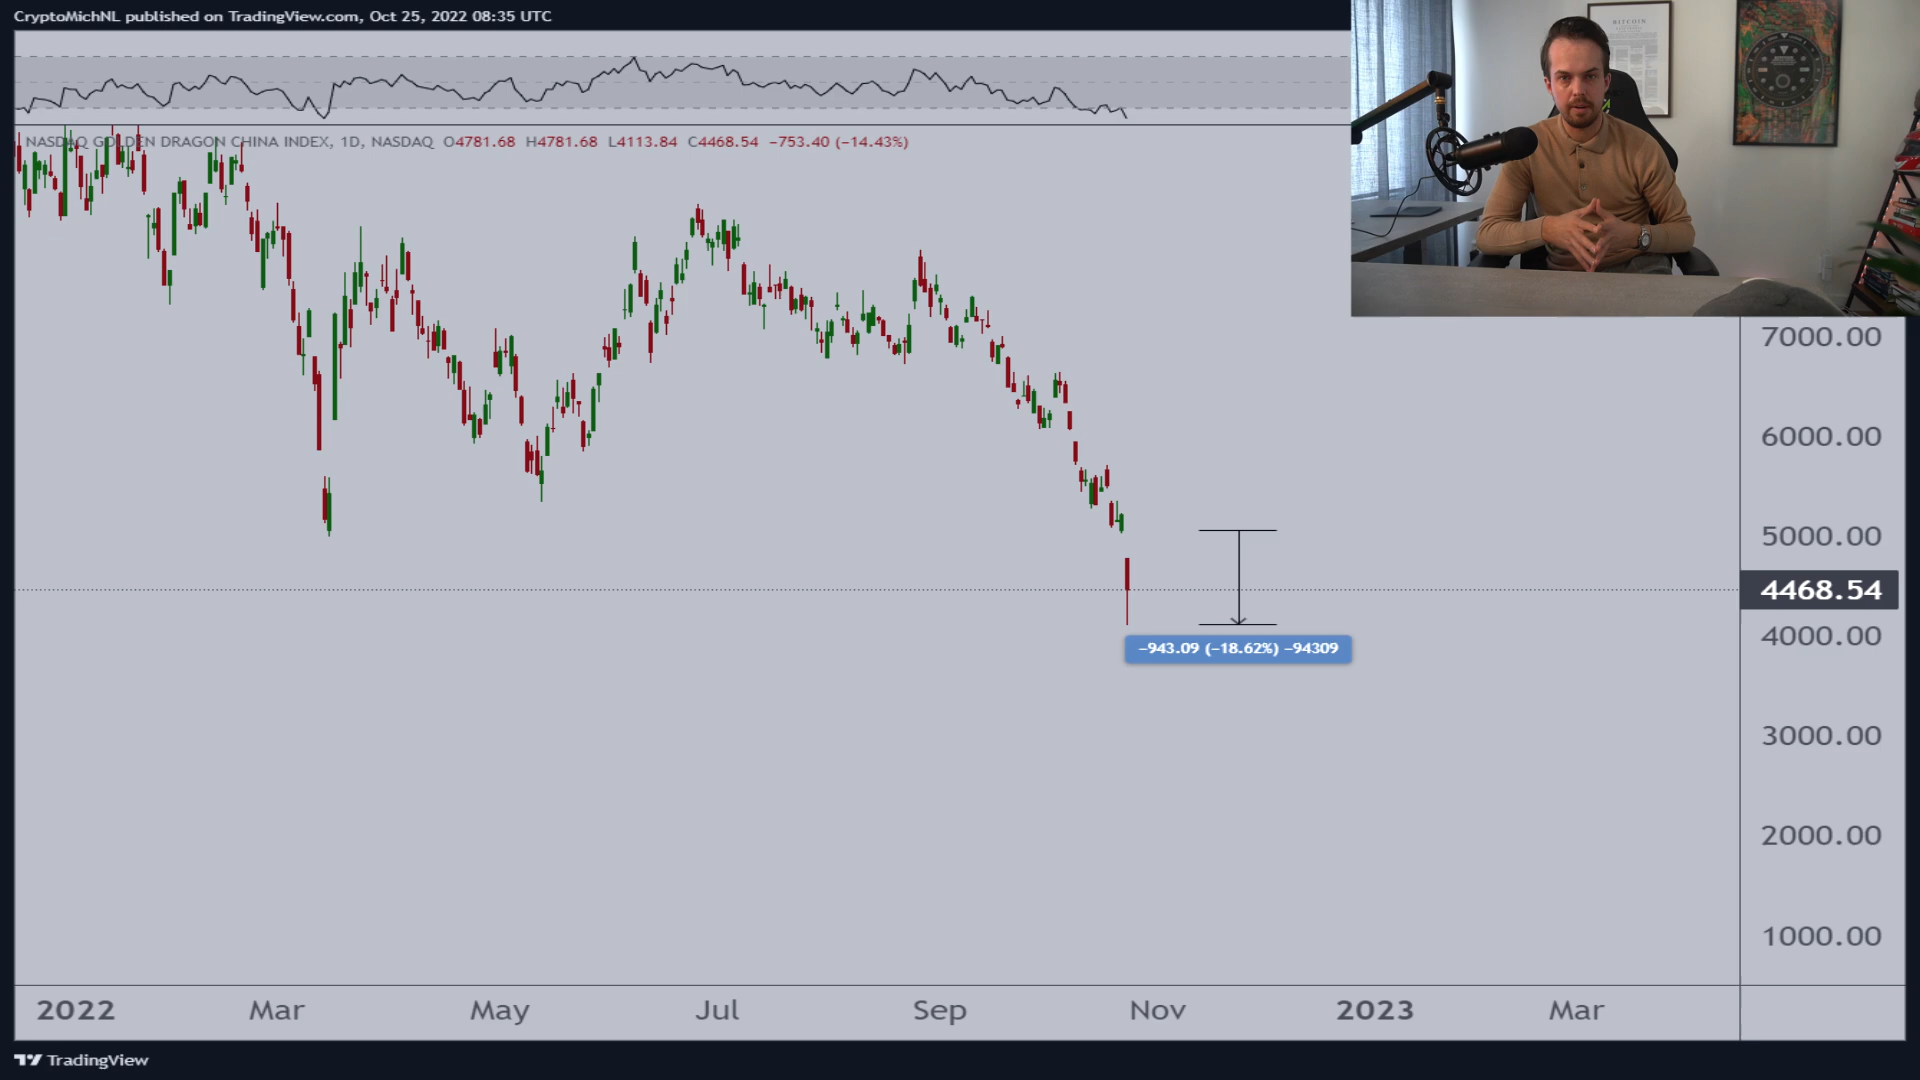 CryptoMichNL published on TradingView.com, Oct 25, 2022 08:35 UTC
BITCOIN
NASDAQ GOLDEN DRAGON CHINA INDEX, 1D, NASDAQ O4781.68 H4781.68 L4113.84 C4468.54 −753.40 (−14.43%)
7000.00
6000.00
5000.00
4468.54
4000.00
−943.09 (−18.62%) −94309
3000.00
2000.00
1000.00
2022 Mar May Jul Sep Nov 2023 Mar
TradingView